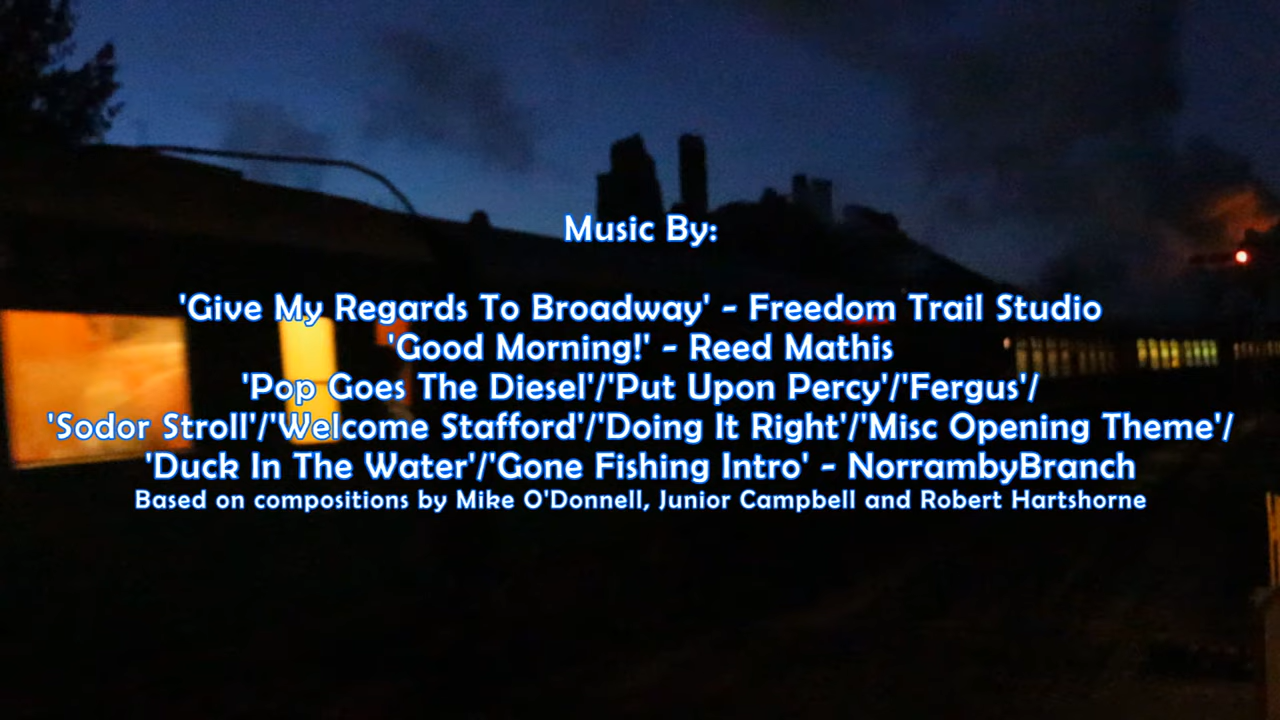 Music By:
'Give My Regards To Broadway' - Freedom Trail Studio
'Good Morning!' - Reed Mathis
'Pop Goes The Diesel'/'Put Upon Percy'/'Fergus'/
'Sodor Stroll'/'Welcome Stafford'/'Doing It Right'/'Misc Opening Theme'/
'Duck In The Water'/'Gone Fishing Intro' - NorrambyBranch
Based on compositions by Mike O'Donnell, Junior Campbell and Robert Hartshorne